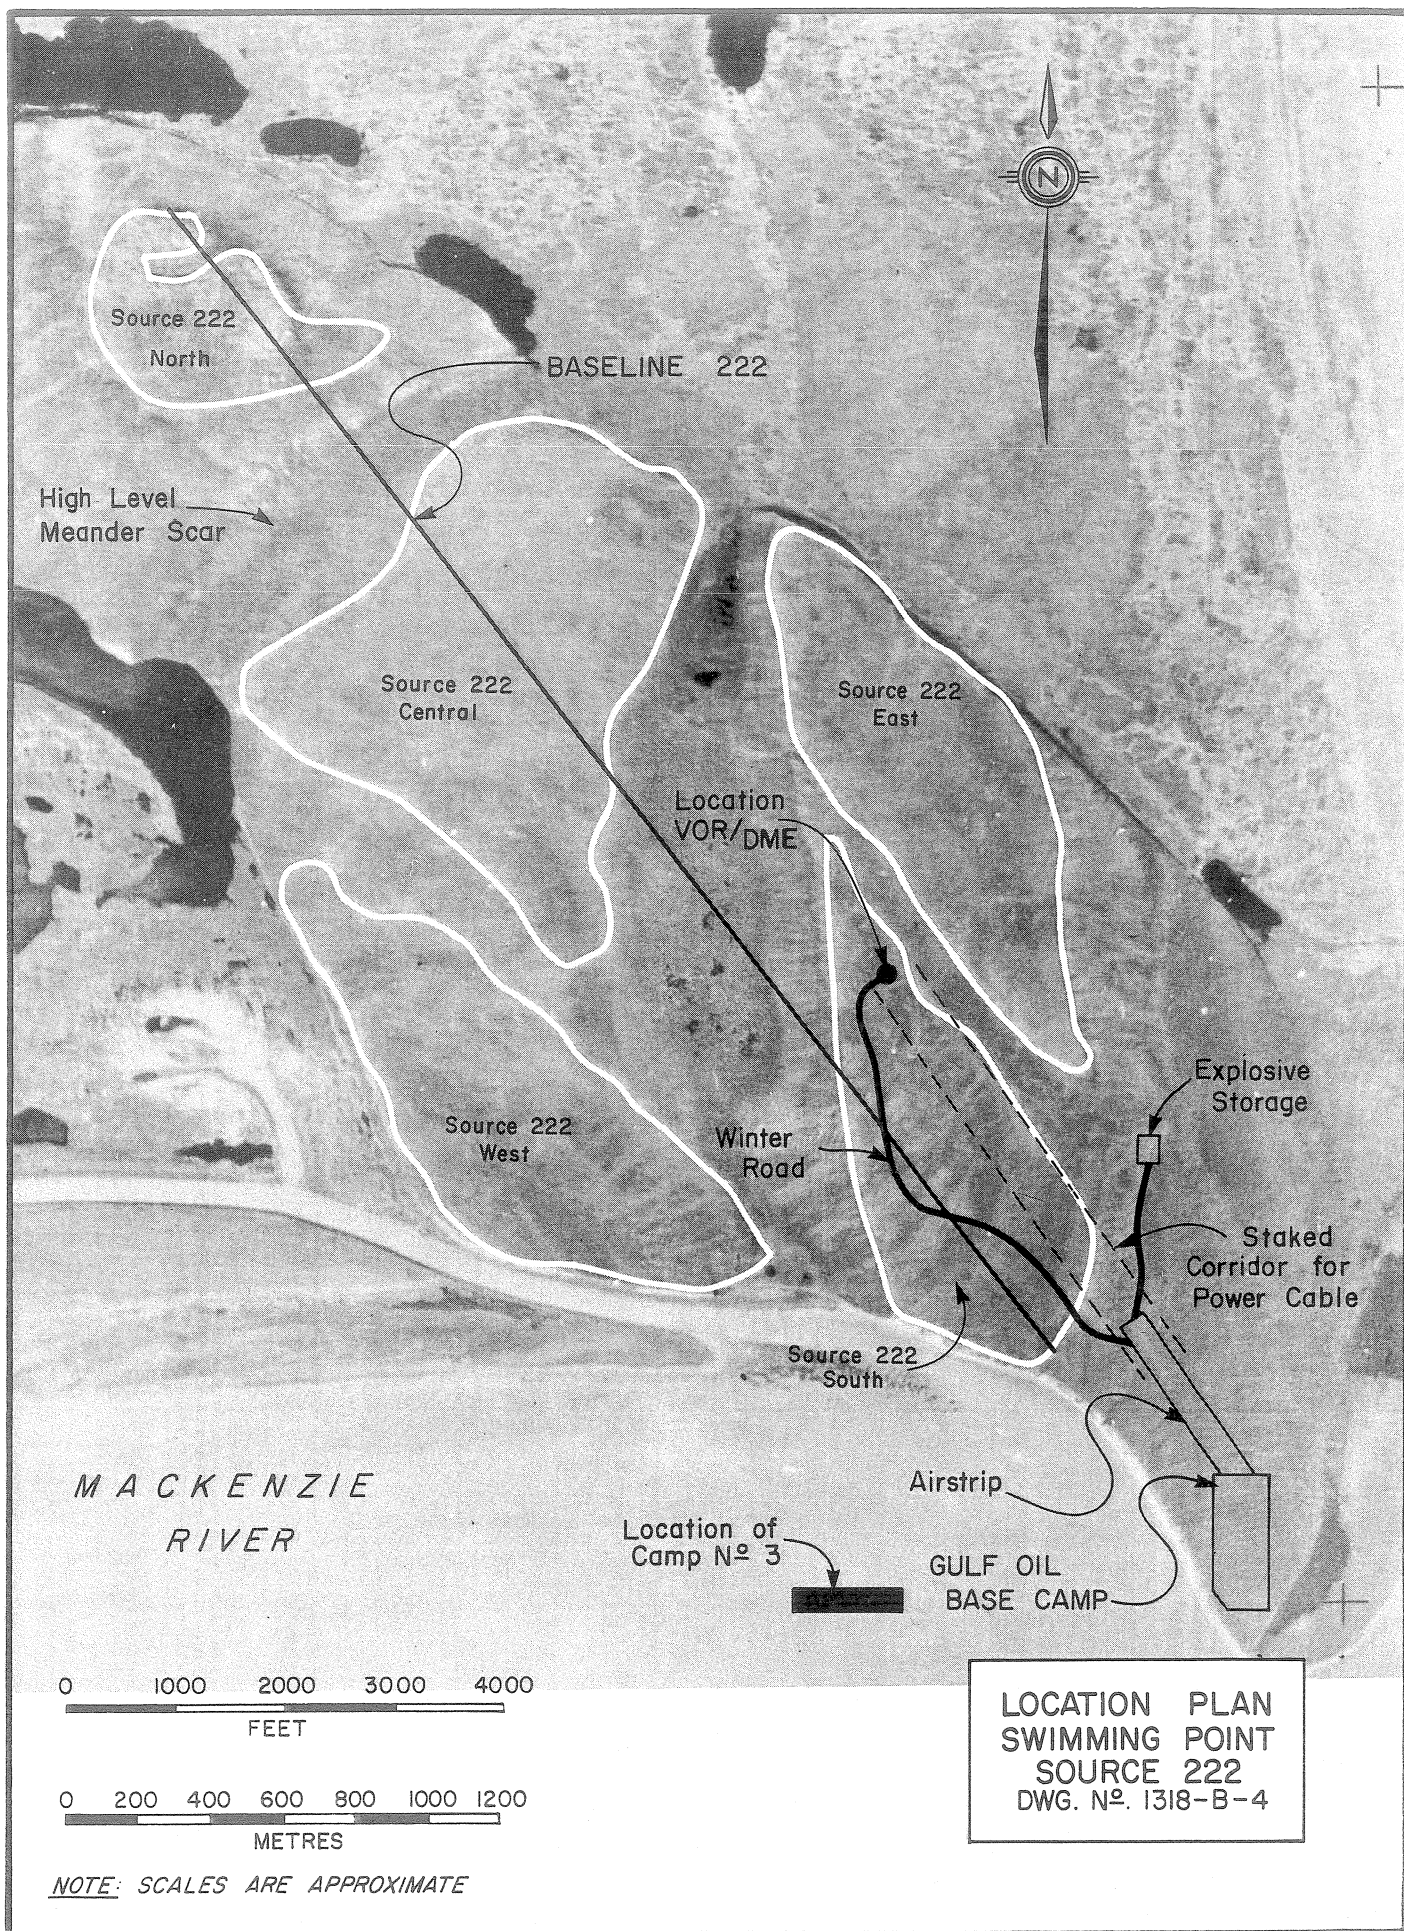 N
Source 222
North
BASELINE 222
High Level
Meander Scar
Source 222
Central
Source 222
East
Location
VOR/DME
Explosive
Storage
Source 222
West
Winter
Road
Staked
Corridor for
Power Cable
Source 222
South
MACKENZIE
RIVER
Airstrip
Location of
Camp Nº 3
GULF OIL
BASE CAMP
0 1000 2000 3000 4000
FEET
0 200 400 600 800 1000 1200
METRES
NOTE: SCALES ARE APPROXIMATE
LOCATION PLAN
SWIMMING POINT
SOURCE 222
DWG. Nº. 1318-B-4